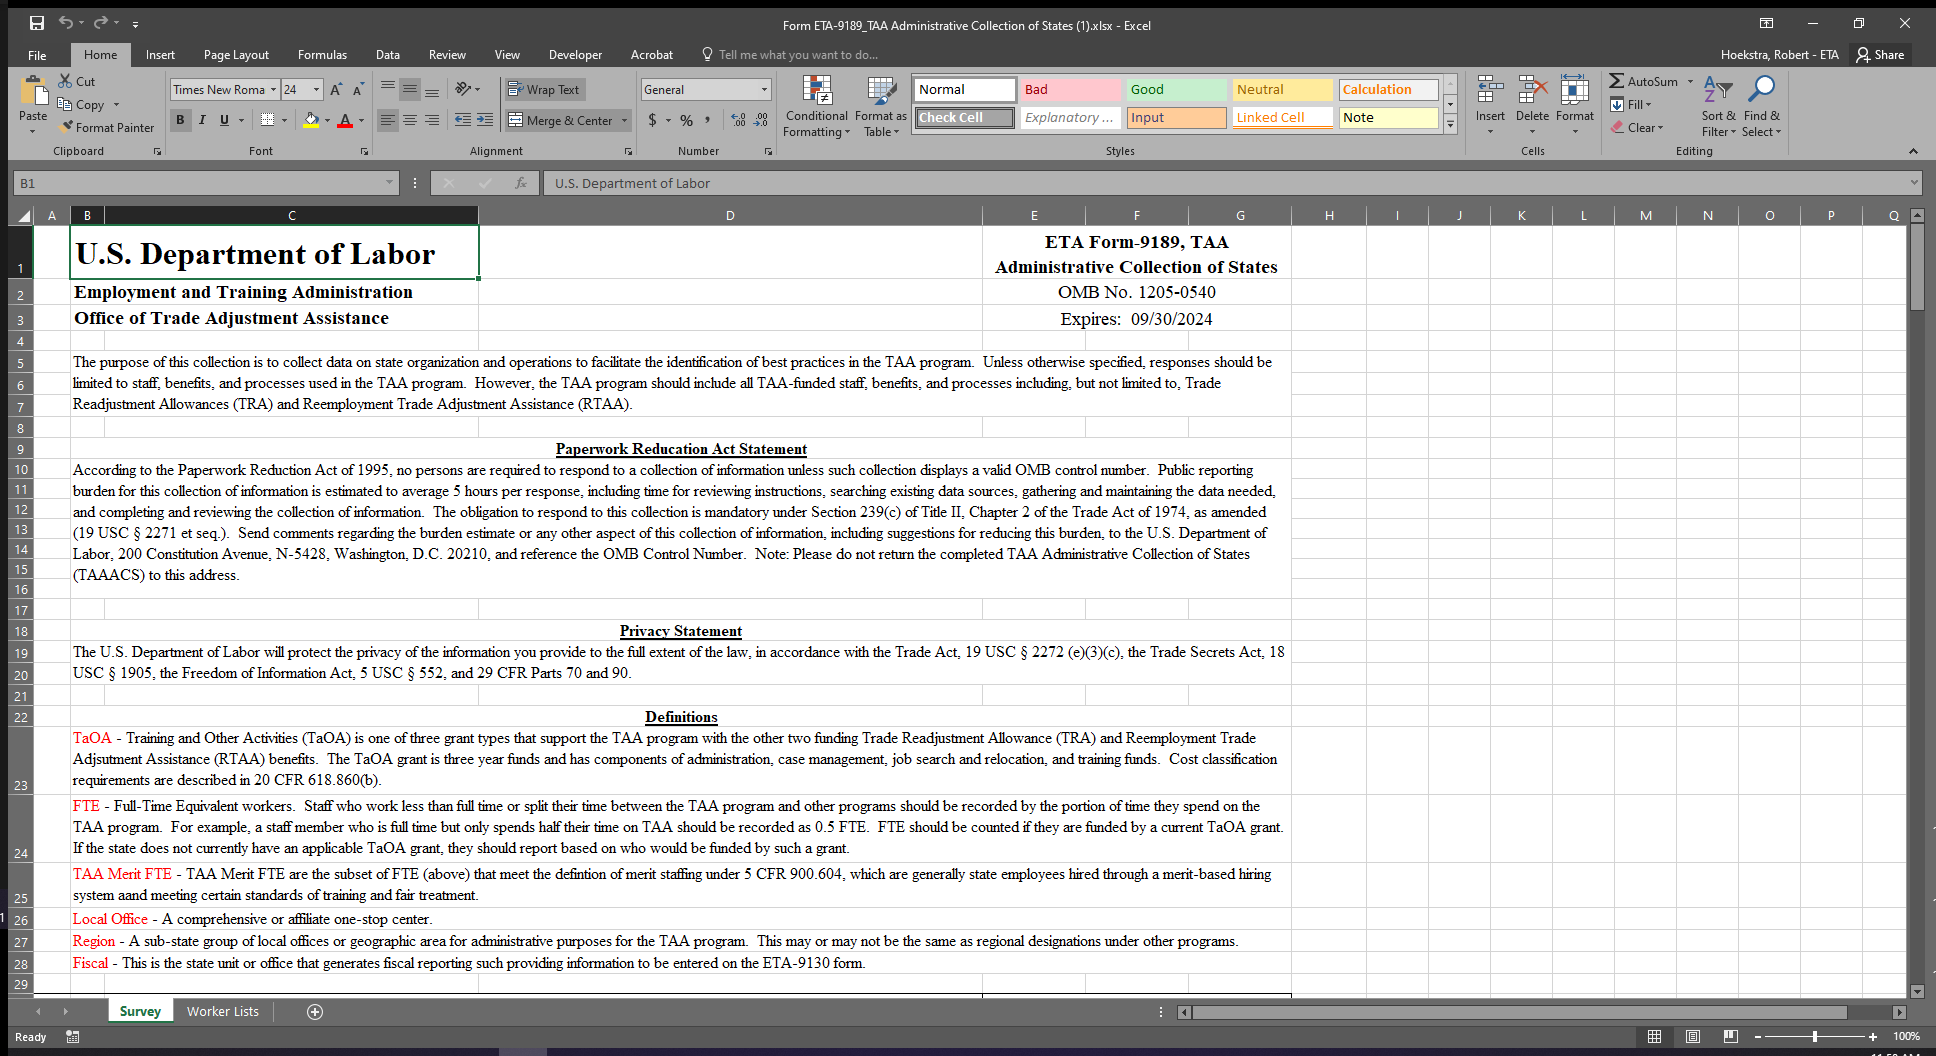 Form ETA-9189_TAA Administrative Collection of States (1).xlsx - Excel
File Home Insert Page Layout Formulas Data Review View Developer Acrobat Tell me what you want to do... Hoekstra, Robert - ETA Share
Paste
Cut
Copy
Format Painter
Clipboard
Times New Roma 24
B I U
Font
Wrap Text
Merge & Center
Alignment
General
$ % ,
Number
Conditional Formatting
Format as Table
Normal Bad Good Neutral Calculation
Check Cell Explanatory ... Input Linked Cell Note
Styles
Insert Delete Format
Cells
AutoSum
Fill
Clear
Sort & Filter
Find & Select
Editing
B1 fx U.S. Department of Labor
A B C D E F G H I J K L M N O P Q
1 U.S. Department of Labor ETA Form-9189, TAA
Administrative Collection of States
2 Employment and Training Administration OMB No. 1205-0540
3 Office of Trade Adjustment Assistance Expires: 09/30/2024
4
5 The purpose of this collection is to collect data on state organization and operations to facilitate the identification of best practices in the TAA program. Unless otherwise specified, responses should be
6 limited to staff, benefits, and processes used in the TAA program. However, the TAA program should include all TAA-funded staff, benefits, and processes including, but not limited to, Trade
7 Readjustment Allowances (TRA) and Reemployment Trade Adjustment Assistance (RTAA).
8
9 Paperwork Reducation Act Statement
10 According to the Paperwork Reduction Act of 1995, no persons are required to respond to a collection of information unless such collection displays a valid OMB control number. Public reporting
11 burden for this collection of information is estimated to average 5 hours per response, including time for reviewing instructions, searching existing data sources, gathering and maintaining the data needed,
12 and completing and reviewing the collection of information. The obligation to respond to this collection is mandatory under Section 239(c) of Title II, Chapter 2 of the Trade Act of 1974, as amended
13 (19 USC § 2271 et seq.). Send comments regarding the burden estimate or any other aspect of this collection of information, including suggestions for reducing this burden, to the U.S. Department of
14 Labor, 200 Constitution Avenue, N-5428, Washington, D.C. 20210, and reference the OMB Control Number. Note: Please do not return the completed TAA Administrative Collection of States
15 (TAAACS) to this address.
16
17
18 Privacy Statement
19 The U.S. Department of Labor will protect the privacy of the information you provide to the full extent of the law, in accordance with the Trade Act, 19 USC § 2272 (e)(3)(c), the Trade Secrets Act, 18
20 USC § 1905, the Freedom of Information Act, 5 USC § 552, and 29 CFR Parts 70 and 90.
21
22 Definitions
TaOA - Training and Other Activities (TaOA) is one of three grant types that support the TAA program with the other two funding Trade Readjustment Allowance (TRA) and Reemployment Trade
Adjsutment Assistance (RTAA) benefits. The TaOA grant is three year funds and has components of administration, case management, job search and relocation, and training funds. Cost classification
23 requirements are described in 20 CFR 618.860(b).
FTE - Full-Time Equivalent workers. Staff who work less than full time or split their time between the TAA program and other programs should be recorded by the portion of time they spend on the
TAA program. For example, a staff member who is full time but only spends half their time on TAA should be recorded as 0.5 FTE. FTE should be counted if they are funded by a current TaOA grant.
24 If the state does not currently have an applicable TaOA grant, they should report based on who would be funded by such a grant.
TAA Merit FTE - TAA Merit FTE are the subset of FTE (above) that meet the defintion of merit staffing under 5 CFR 900.604, which are generally state employees hired through a merit-based hiring
25 system aand meeting certain standards of training and fair treatment.
26 Local Office - A comprehensive or affiliate one-stop center.
27 Region - A sub-state group of local offices or geographic area for administrative purposes for the TAA program. This may or may not be the same as regional designations under other programs.
28 Fiscal - This is the state unit or office that generates fiscal reporting such providing information to be entered on the ETA-9130 form.
29
Survey Worker Lists
Ready 100%